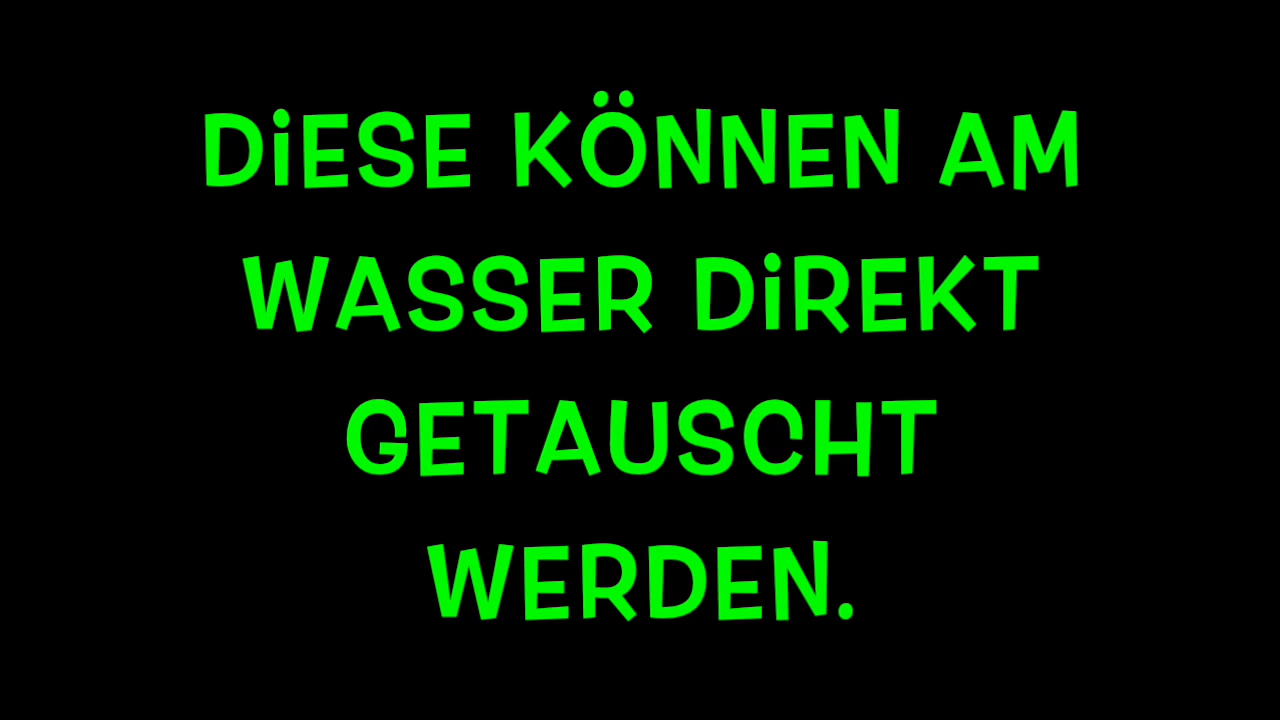 DiESE KÖNNEN AM
WASSER DiREKT
GETAUSCHT
WERDEN.